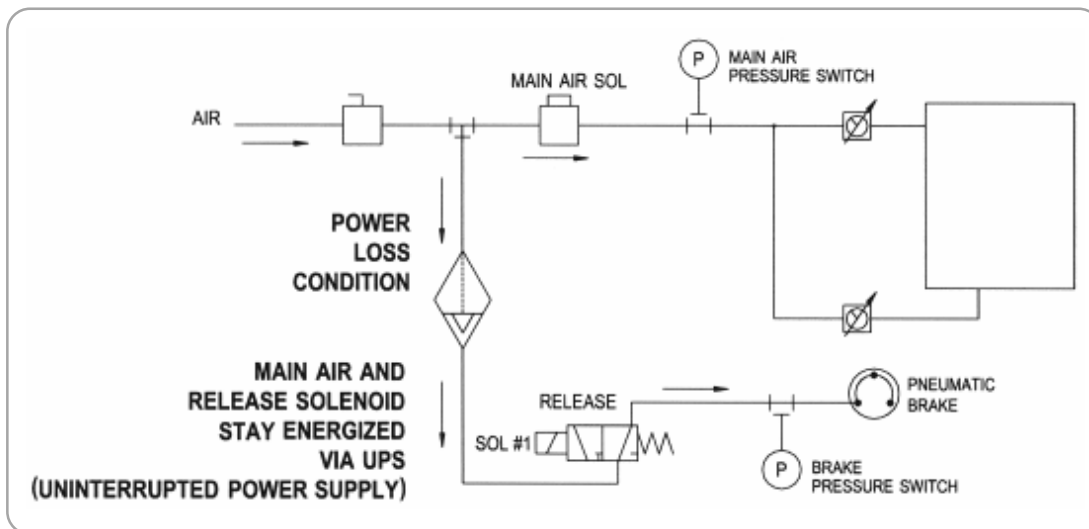 AIR
MAIN AIR SOL
P
MAIN AIR
PRESSURE SWITCH
POWER
LOSS
CONDITION
MAIN AIR AND
RELEASE SOLENOID
STAY ENERGIZED
VIA UPS
(UNINTERRUPTED POWER SUPPLY)
RELEASE
SOL #1
PNEUMATIC
BRAKE
P
BRAKE
PRESSURE SWITCH